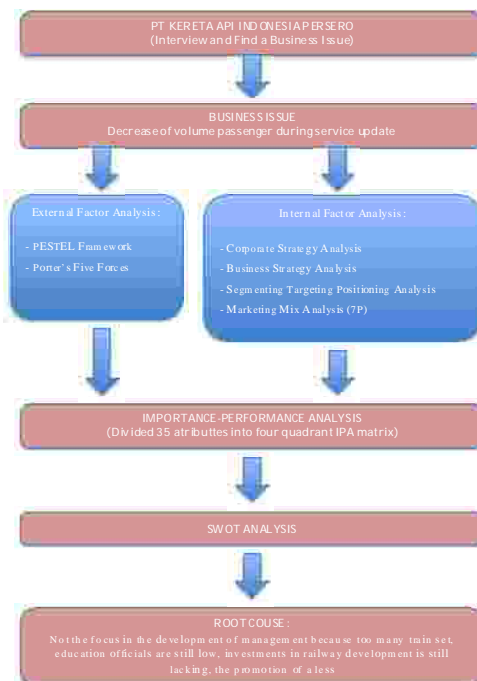 PT KERETA API INDONESIA PERSERO
(Interview and Find a Business Issue)
BUSINESS ISSUE
Decrease of volume passenger during service update
External Factor Analysis:
- PESTEL Framework
- Porter's Five Forces
Internal Factor Analysis:
- Corporate Strategy Analysis
- Business Strategy Analysis
- Segmenting Targeting Positioning Analysis
- Marketing Mix Analysis (7P)
IMPORTANCE-PERFORMANCE ANALYSIS
(Divided 35 atributtes into four quadrant IPA matrix)
SWOT ANALYSIS
ROOT COUSE:
Not the focus in the development of management because too many train set,
education officials are still low, investments in railway development is still
lacking, the promotion of a less